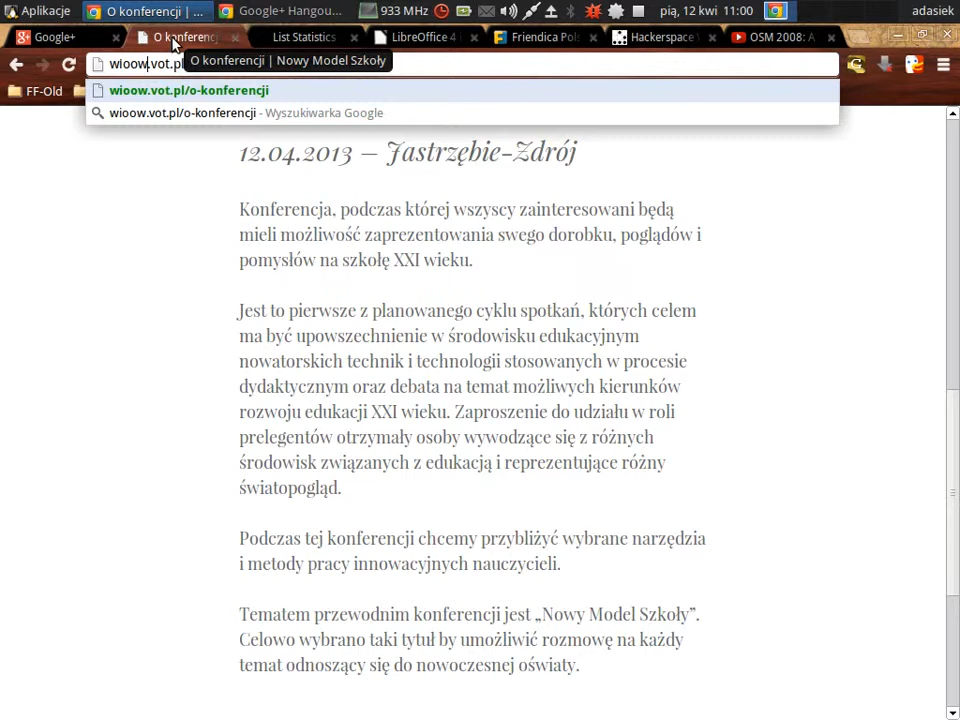 Aplikacje
O konferencji | ...
Google+ Hangou...
933 MHz
pią, 12 kwi 11:00
adasiek
Google+
O konferenc
List Statistics
LibreOffice 4
Friendica Pols
Hackerspace
OSM 2008: A
wioow.vot.pl
O konferencji | Nowy Model Szkoły
FF-Old
wioow.vot.pl/o-konferencji
wioow.vot.pl/o-konferencji - Wyszukiwarka Google
12.04.2013 – Jastrzębie-Zdrój
Konferencja, podczas której wszyscy zainteresowani będą
mieli możliwość zaprezentowania swego dorobku, poglądów i
pomysłów na szkołę XXI wieku.
Jest to pierwsze z planowanego cyklu spotkań, których celem
ma być upowszechnienie w środowisku edukacyjnym
nowatorskich technik i technologii stosowanych w procesie
dydaktycznym oraz debata na temat możliwych kierunków
rozwoju edukacji XXI wieku. Zaproszenie do udziału w roli
prelegentów otrzymały osoby wywodzące się z różnych
środowisk związanych z edukacją i reprezentujące różny
światopogląd.
Podczas tej konferencji chcemy przybliżyć wybrane narzędzia
i metody pracy innowacyjnych nauczycieli.
Tematem przewodnim konferencji jest „Nowy Model Szkoły”.
Celowo wybrano taki tytuł by umożliwić rozmowę na każdy
temat odnoszący się do nowoczesnej oświaty.